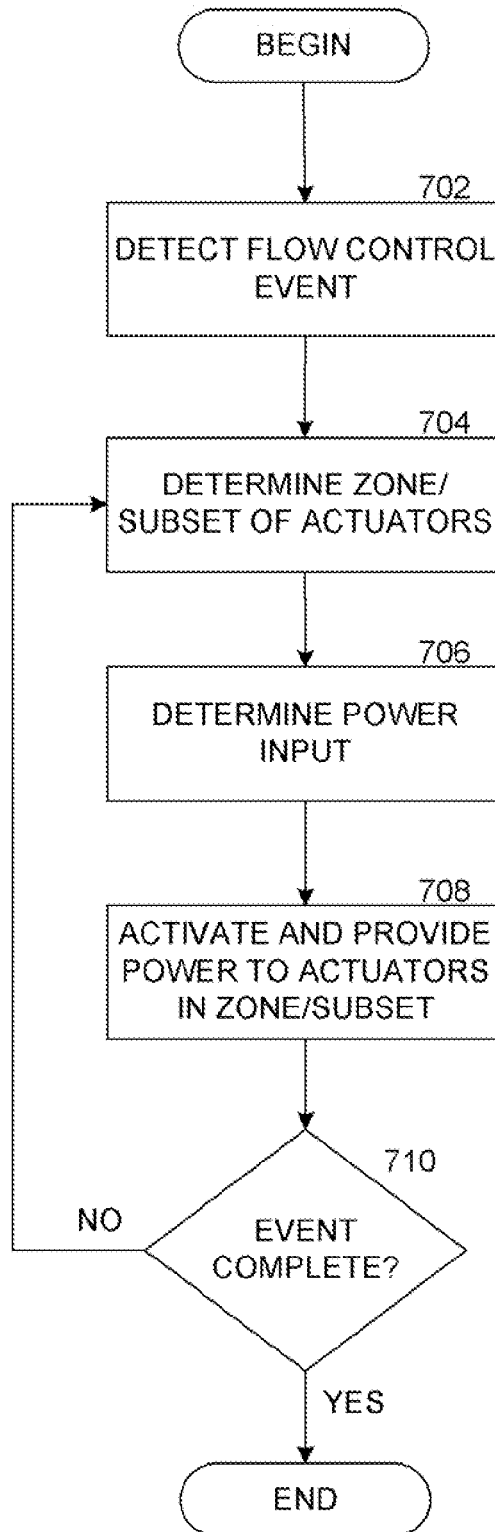 BEGIN
702
DETECT FLOW CONTROL
EVENT
704
DETERMINE ZONE/
SUBSET OF ACTUATORS
706
DETERMINE POWER
INPUT
708
ACTIVATE AND PROVIDE
POWER TO ACTUATORS
IN ZONE/SUBSET
710
NO
EVENT
COMPLETE?
YES
END